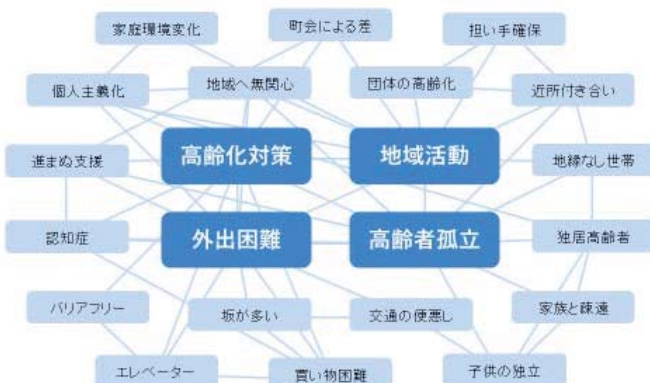 家庭環境変化
町会による差
担い手確保
個人主義化
地域へ無関心
団体の高齢化
近所付き合い
高齢化対策
地域活動
進まぬ支援
地縁なし世帯
認知症
外出困難
高齢者孤立
独居高齢者
バリアフリー
坂が多い
交通の便悪し
家族と疎遠
エレベーター
買い物困難
子供の独立